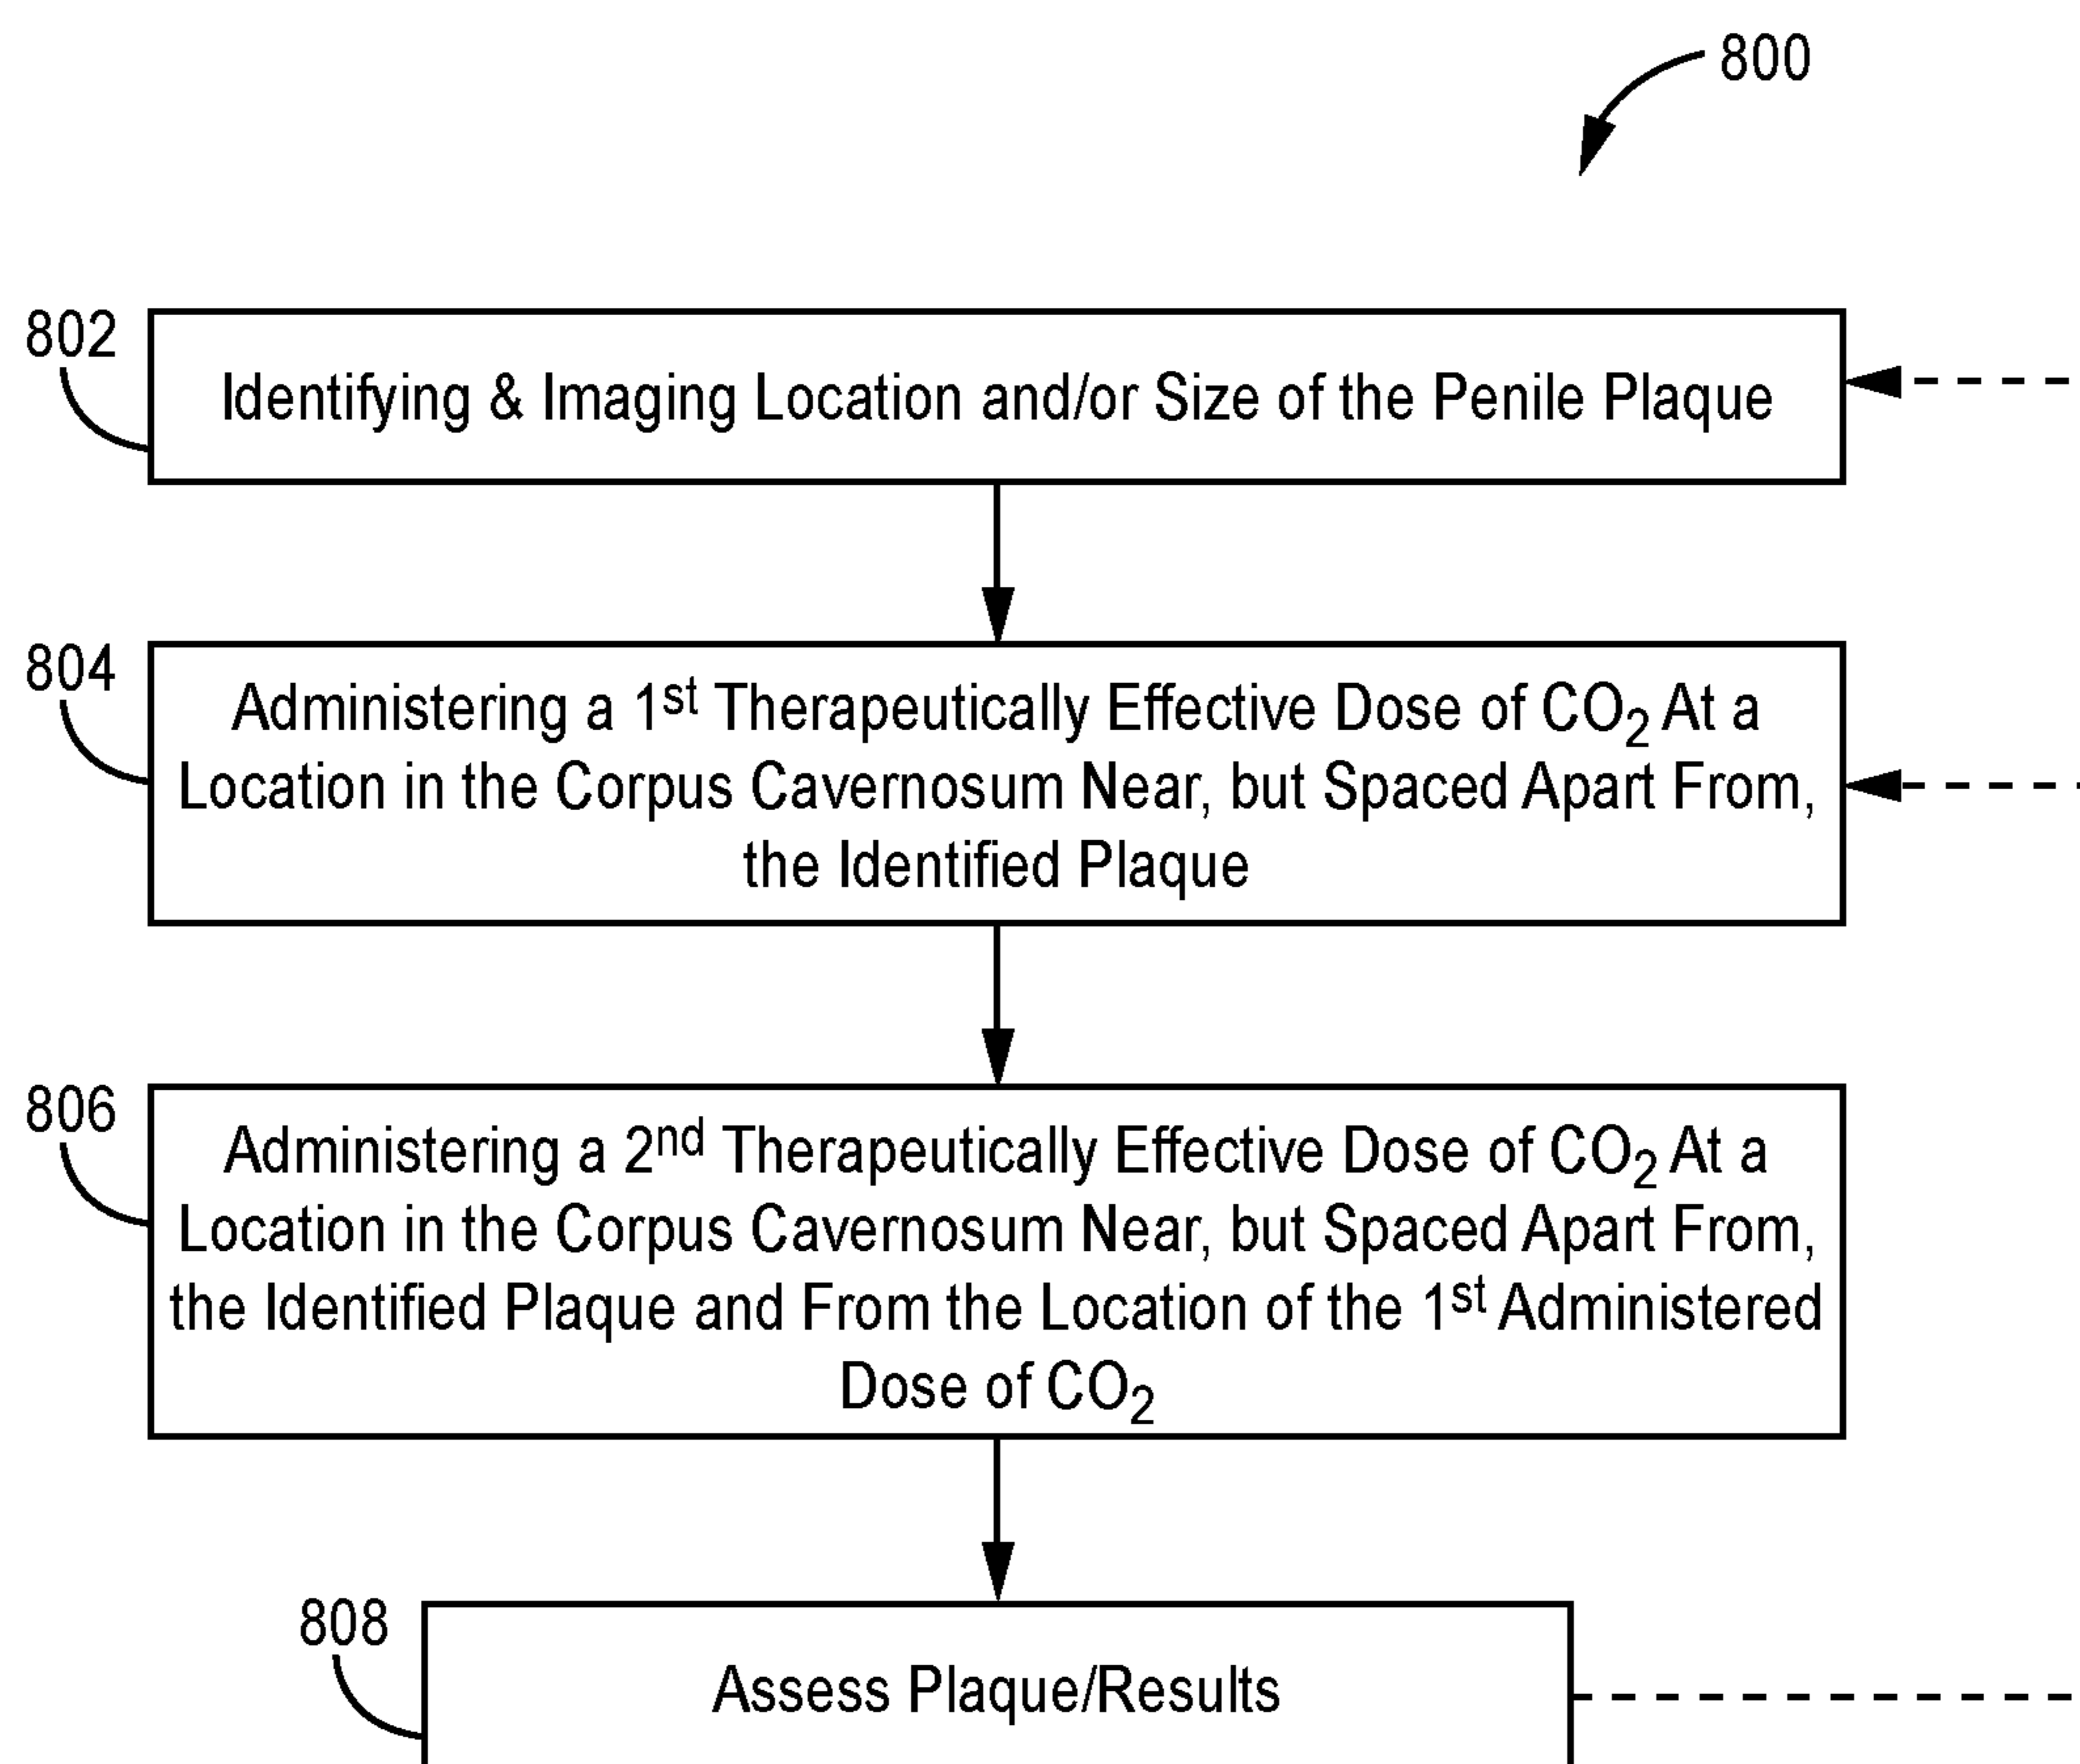 800
802
Identifying & Imaging Location and/or Size of the Penile Plaque
804
Administering a 1st Therapeutically Effective Dose of CO2 At a
Location in the Corpus Cavernosum Near, but Spaced Apart From,
the Identified Plaque
806
Administering a 2nd Therapeutically Effective Dose of CO2 At a
Location in the Corpus Cavernosum Near, but Spaced Apart From,
the Identified Plaque and From the Location of the 1st Administered
Dose of CO2
808
Assess Plaque/Results